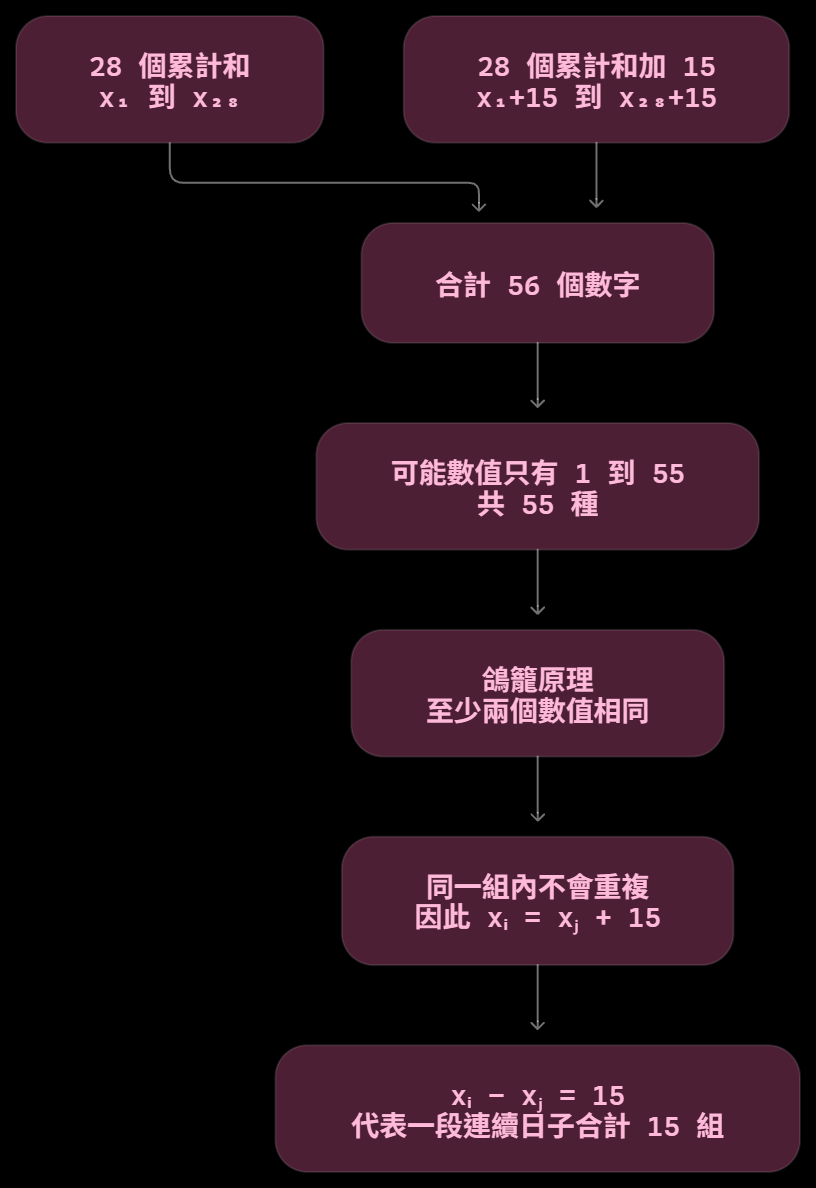 28 個累計和
x₁ 到 x₂₈
28 個累計和加 15
x₁+15 到 x₂₈+15
合計 56 個數字
可能數值只有 1 到 55
共 55 種
鴿籠原理
至少兩個數值相同
同一組內不會重複
因此 xᵢ = xⱼ + 15
xᵢ − xⱼ = 15
代表一段連續日子合計 15 組